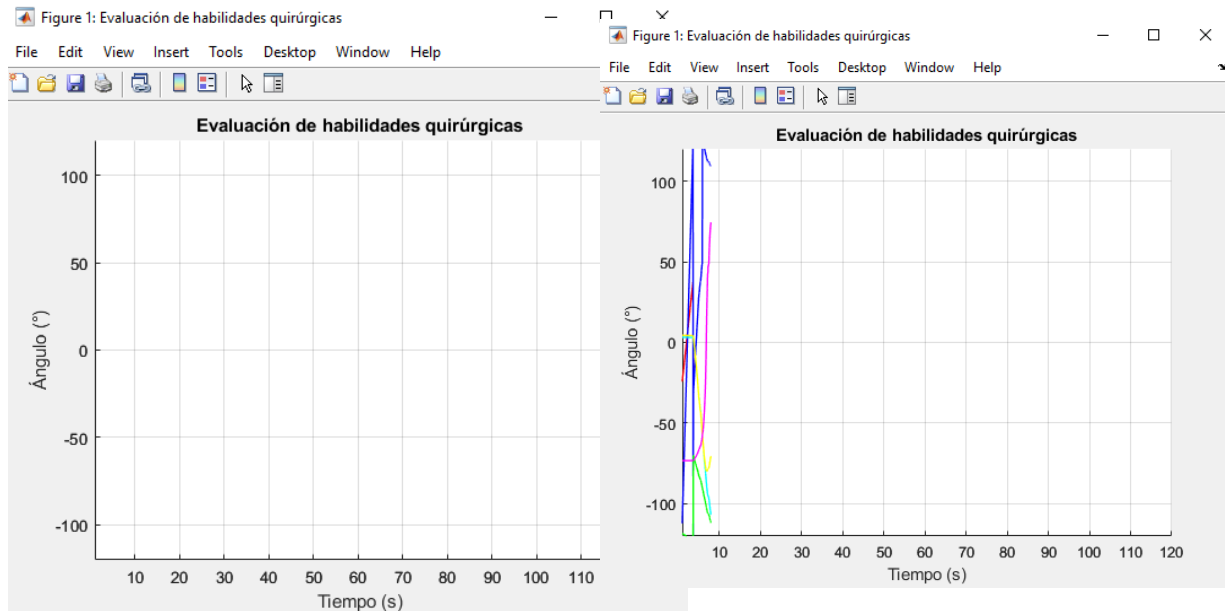 Figure 1: Evaluación de habilidades quirúrgicas
File Edit View Insert Tools Desktop Window Help
Evaluación de habilidades quirúrgicas
100
50
0
-50
-100
Ángulo (°)
10 20 30 40 50 60 70 80 90 100 110
Tiempo (s)
Figure 1: Evaluación de habilidades quirúrgicas
File Edit View Insert Tools Desktop Window Help
Evaluación de habilidades quirúrgicas
100
50
0
-50
-100
Ángulo (°)
10 20 30 40 50 60 70 80 90 100 110 120
Tiempo (s)